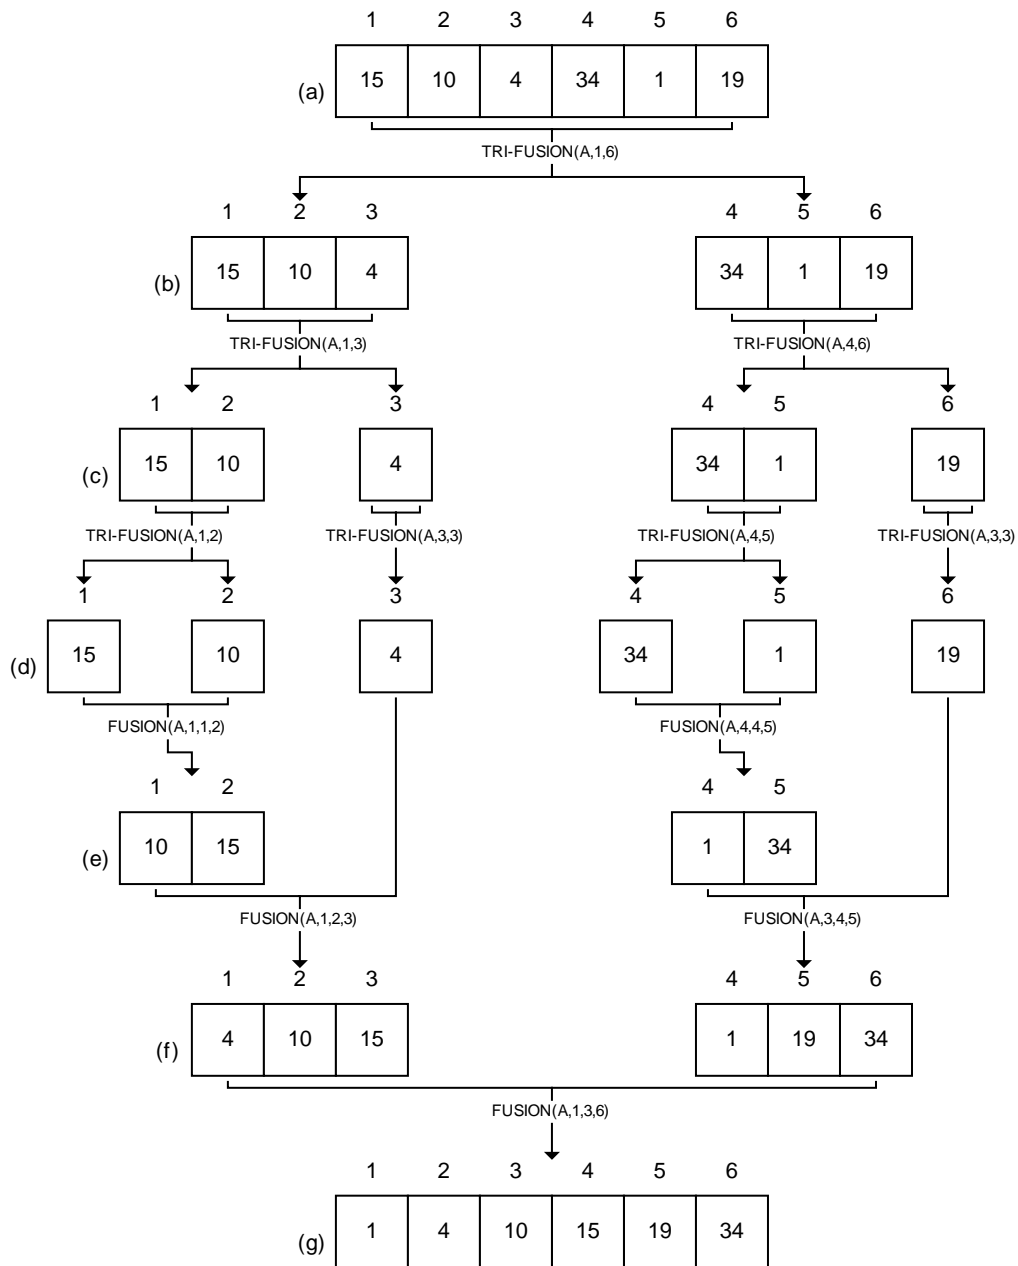 1 2 3 4 5 6
(a) 15 10 4 34 1 19
TRI-FUSION(A,1,6)
1 2 3 4 5 6
(b) 15 10 4 34 1 19
TRI-FUSION(A,1,3) TRI-FUSION(A,4,6)
1 2 3 4 5 6
(c) 15 10 4 34 1 19
TRI-FUSION(A,1,2) TRI-FUSION(A,3,3) TRI-FUSION(A,4,5) TRI-FUSION(A,3,3)
1 2 3 4 5 6
(d) 15 10 4 34 1 19
FUSION(A,1,1,2) FUSION(A,4,4,5)
1 2 4 5
(e) 10 15 1 34
FUSION(A,1,2,3) FUSION(A,3,4,5)
1 2 3 4 5 6
(f) 4 10 15 1 19 34
FUSION(A,1,3,6)
1 2 3 4 5 6
(g) 1 4 10 15 19 34